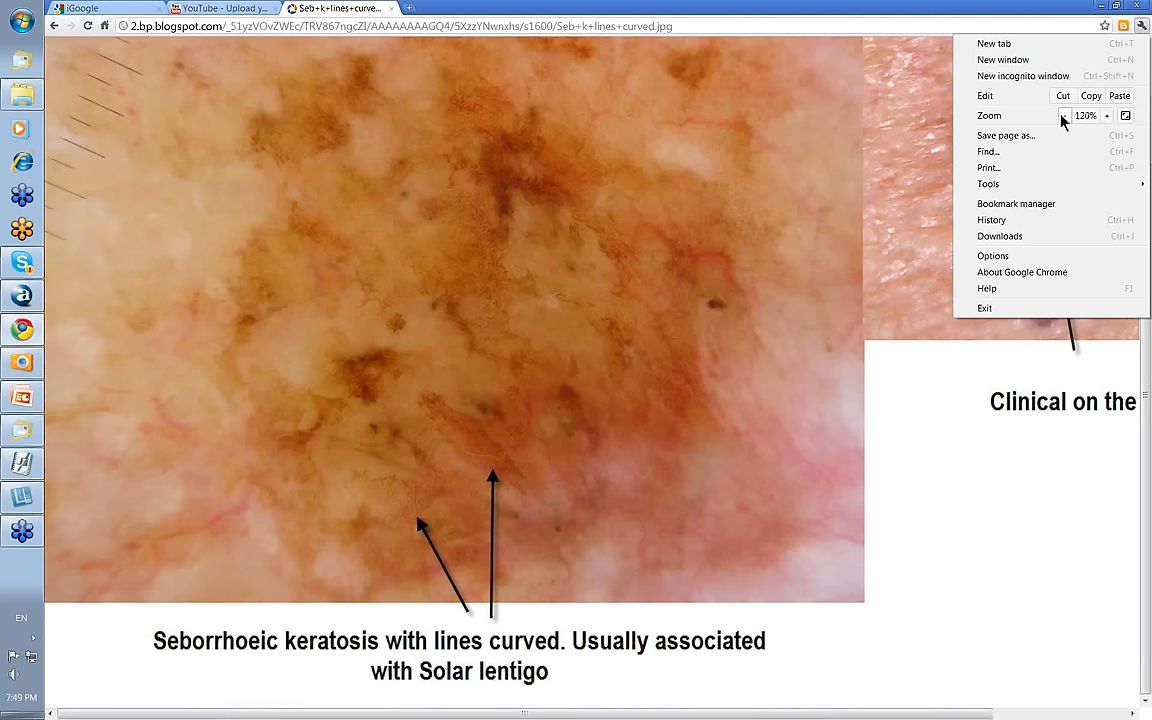 iGoogle
YouTube - Upload y...
Seb+k+lines+curve...
2.bp.blogspot.com/_51yzVOvZWEc/TRV867ngcZI/AAAAAAAAGQ4/5XzzYNwnxhs/s1600/Seb+k+lines+curved.jpg
New tab Ctrl+T
New window Ctrl+N
New incognito window Ctrl+Shift+N
Edit Cut Copy Paste
Zoom - 120% +
Save page as... Ctrl+S
Find... Ctrl+F
Print... Ctrl+P
Tools
Bookmark manager
History Ctrl+H
Downloads Ctrl+J
Options
About Google Chrome
Help F1
Exit
Clinical on the
Seborrhoeic keratosis with lines curved. Usually associated
with Solar lentigo
EN
7:49 PM